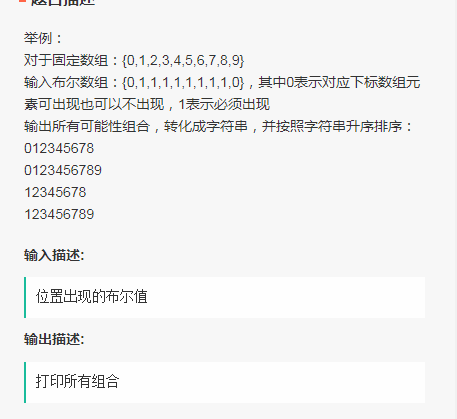 题目描述
举例：
对于固定数组：{0,1,2,3,4,5,6,7,8,9}
输入布尔数组：{0,1,1,1,1,1,1,1,1,0}，其中0表示对应下标数组元
素可出现也可以不出现，1表示必须出现
输出所有可能性组合，转化成字符串，并按照字符串升序排序：
012345678
0123456789
12345678
123456789
输入描述:
位置出现的布尔值
输出描述:
打印所有组合